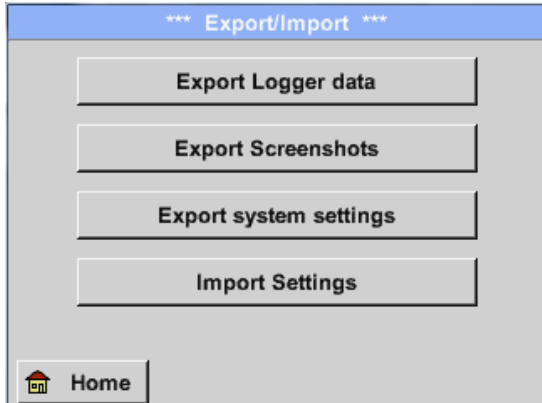 *** Export/Import ***
Export Logger data
Export Screenshots
Export system settings
Import Settings
Home